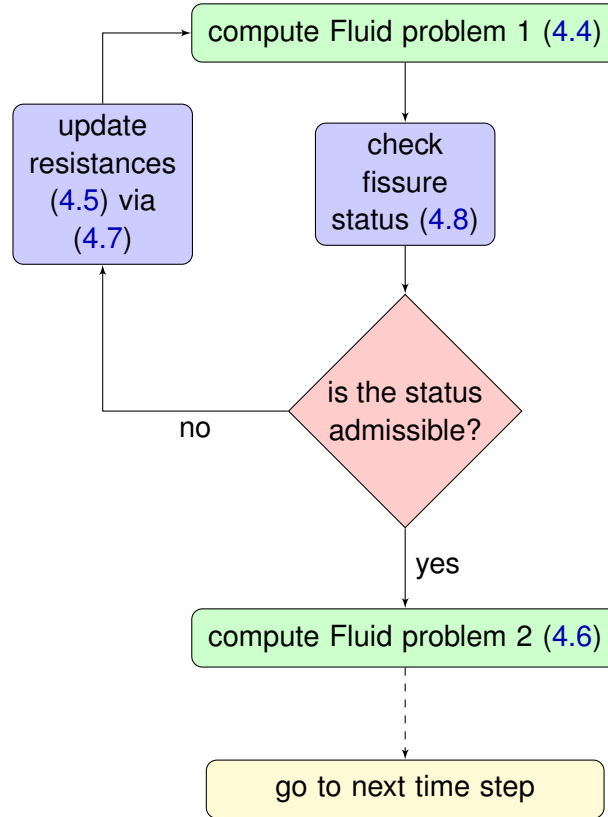 compute Fluid problem 1 (4.4)
update
resistances
(4.5) via
(4.7)
check
fissure
status (4.8)
is the status
admissible?
no
yes
compute Fluid problem 2 (4.6)
go to next time step